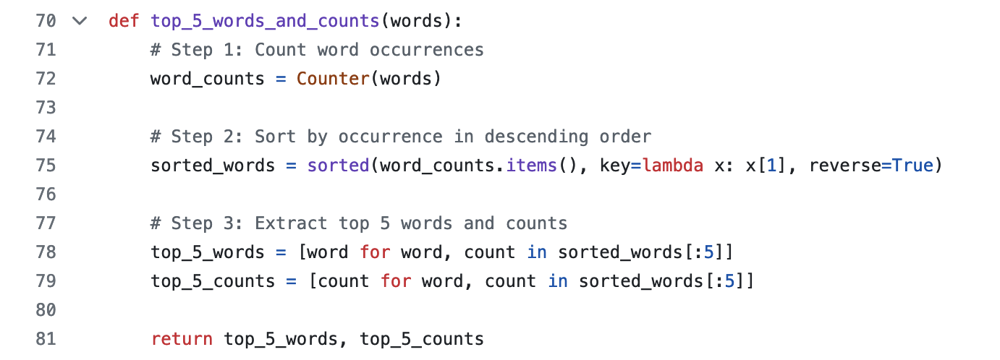 70 def top_5_words_and_counts(words):
71 # Step 1: Count word occurrences
72 word_counts = Counter(words)
73
74 # Step 2: Sort by occurrence in descending order
75 sorted_words = sorted(word_counts.items(), key=lambda x: x[1], reverse=True)
76
77 # Step 3: Extract top 5 words and counts
78 top_5_words = [word for word, count in sorted_words[:5]]
79 top_5_counts = [count for word, count in sorted_words[:5]]
80
81 return top_5_words, top_5_counts